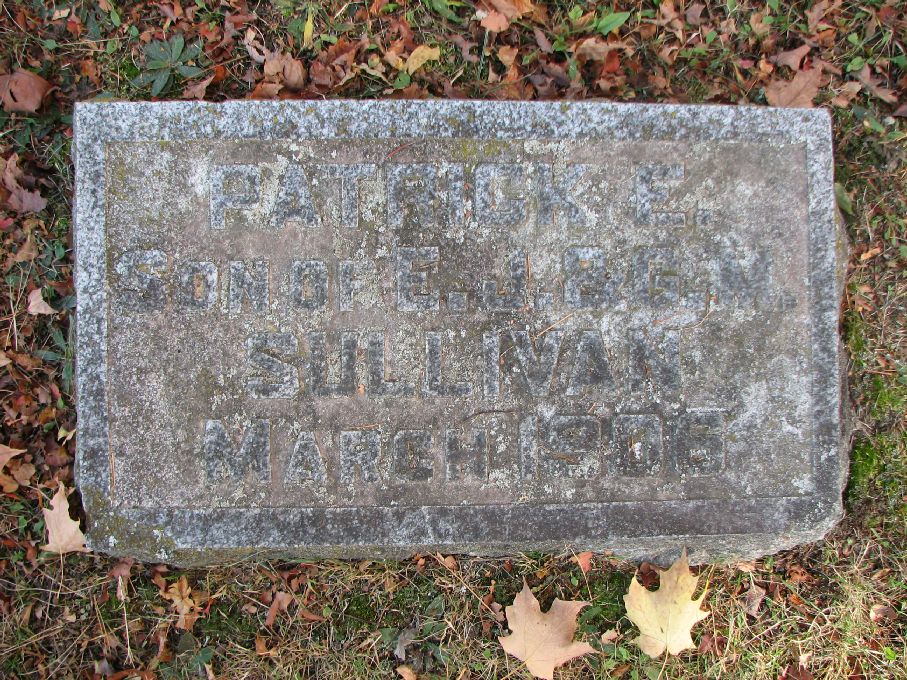 PATRICK E.
SON OF E. J. & G. M.
SULLIVAN
MARCH 1906